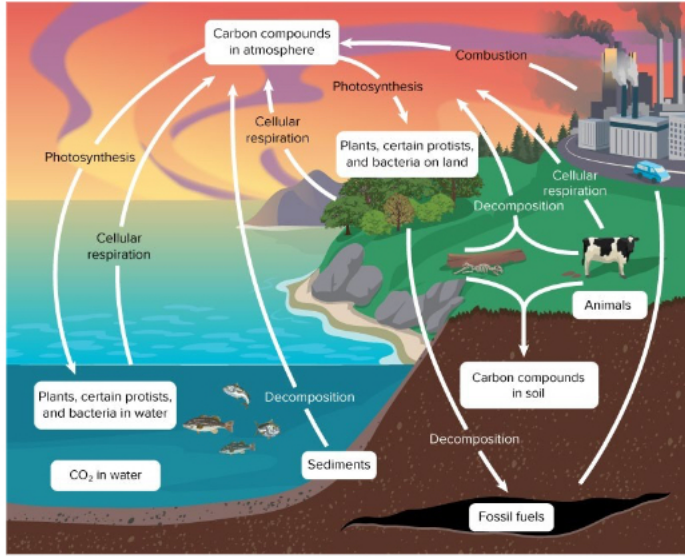 Carbon compounds
in atmosphere
Combustion
Photosynthesis
Cellular
respiration
Plants, certain protists,
and bacteria on land
Photosynthesis
Cellular
respiration
Decomposition
Cellular
respiration
Animals
Carbon compounds
in soil
Plants, certain protists,
and bacteria in water
Decomposition
Decomposition
CO₂ in water
Sediments
Fossil fuels